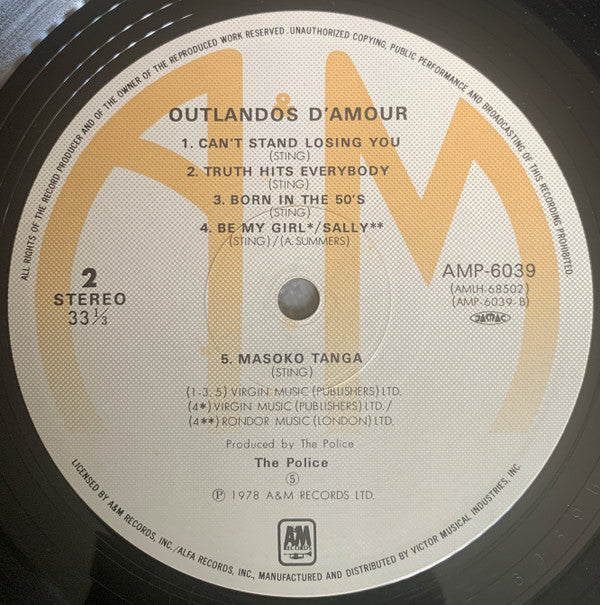 ALL RIGHTS OF THE RECORD PRODUCER AND OF THE OWNER OF THE REPRODUCED WORK RESERVED. UNAUTHORIZED COPYING, PUBLIC PERFORMANCE AND BROADCASTING OF THIS RECORDING PROHIBITED.
A&M
OUTLANDOS D'AMOUR
1. CAN'T STAND LOSING YOU
(STING)
2. TRUTH HITS EVERYBODY
(STING)
3. BORN IN THE 50'S
(STING)
4. BE MY GIRL*/SALLY**
(STING)/(A. SUMMERS)
2
STEREO
33 1/3
AMP-6039
(AMLH-68502)
(AMP-6039-B)
JASRAC
5. MASOKO TANGA
(STING)
(1-3, 5) VIRGIN MUSIC (PUBLISHERS) LTD.
(4*) VIRGIN MUSIC (PUBLISHERS) LTD. /
(4**) RONDOR MUSIC (LONDON) LTD.
Produced by The Police
The Police
⑤
Ⓟ 1978 A&M RECORDS LTD.
A&M
RECORDS
LICENSED BY A&M RECORDS, INC./ALFA RECORDS, INC., MANUFACTURED AND DISTRIBUTED BY VICTOR MUSICAL INDUSTRIES, INC.